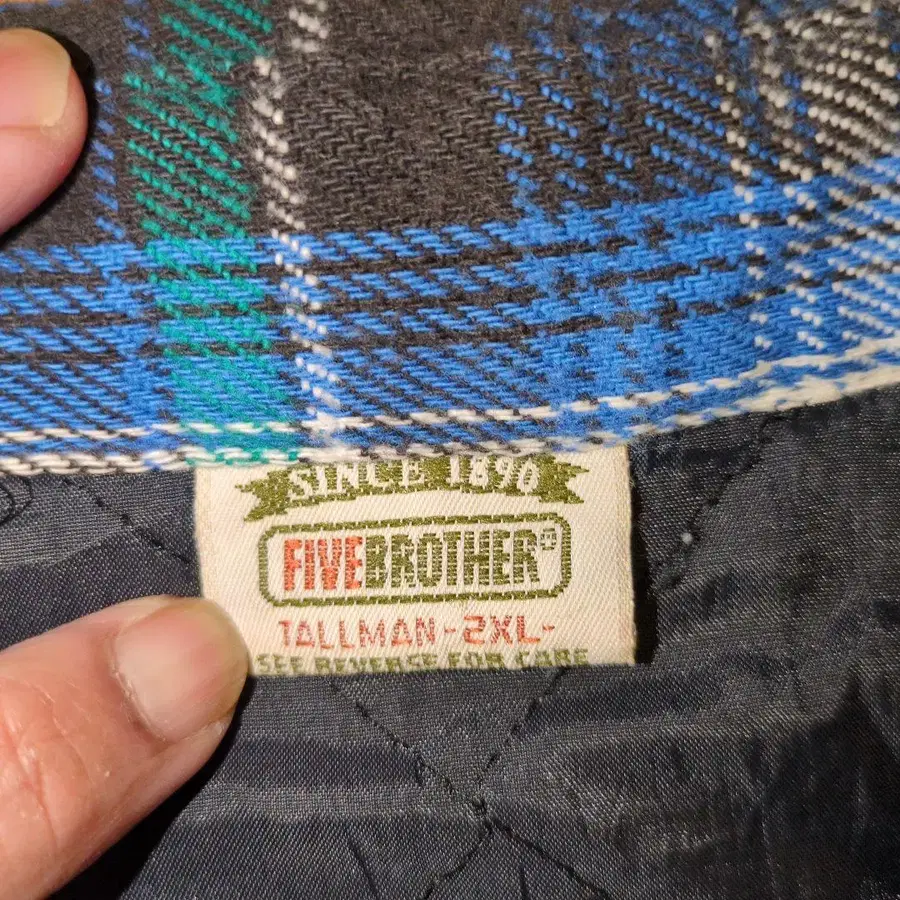 SINCE 1890
FIVEBROTHER®
TALLMAN -2XL-
SEE REVERSE FOR CARE